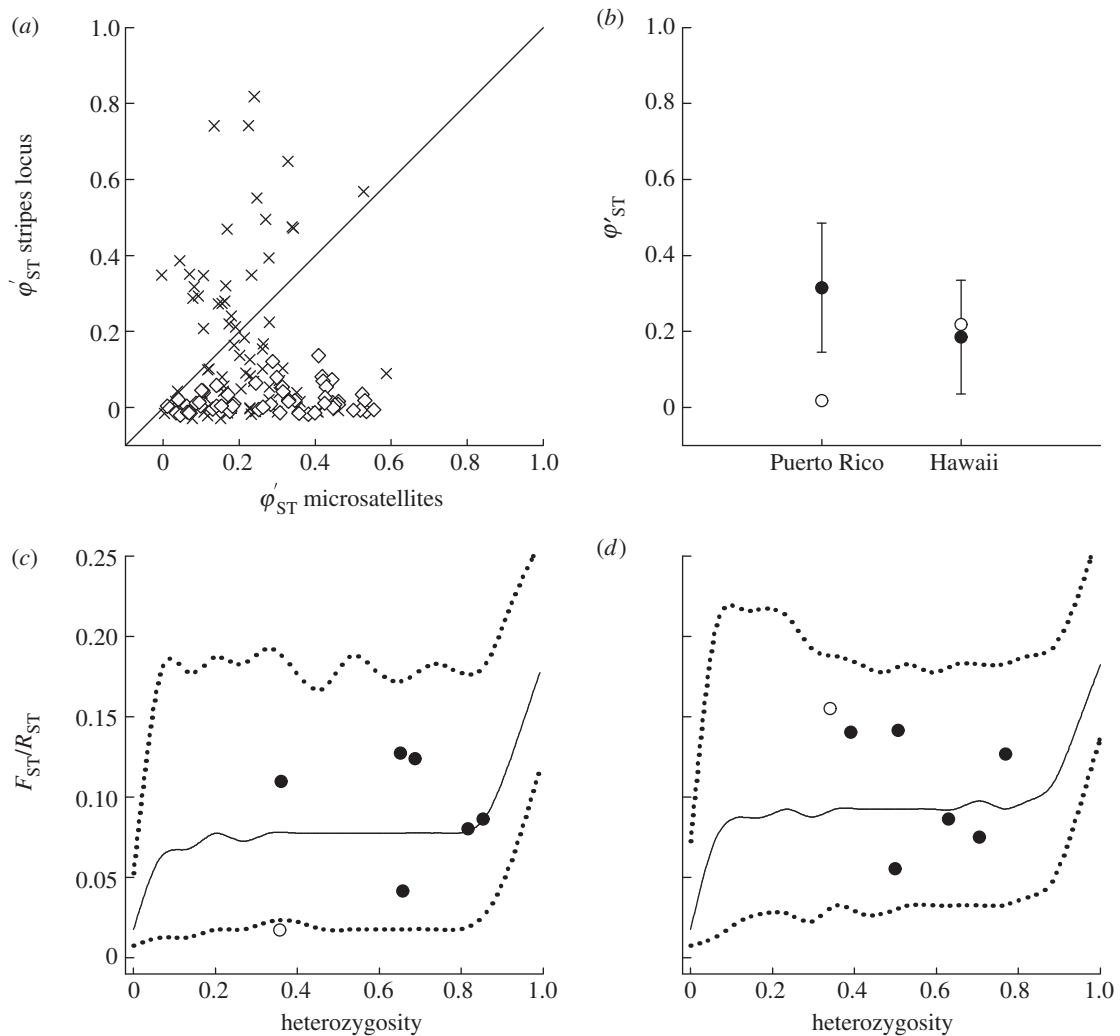 (a)
1.0
0.8
0.6
0.4
0.2
0
φ′ST stripes locus
0 0.2 0.4 0.6 0.8 1.0
φ′ST microsatellites
(b)
1.0
0.8
0.6
0.4
0.2
0
φ′ST
Puerto Rico Hawaii
(c)
0.25
0.20
0.15
0.10
0.05
0
FST/RST
0 0.2 0.4 0.6 0.8 1.0
heterozygosity
(d)
0 0.2 0.4 0.6 0.8 1.0
heterozygosity